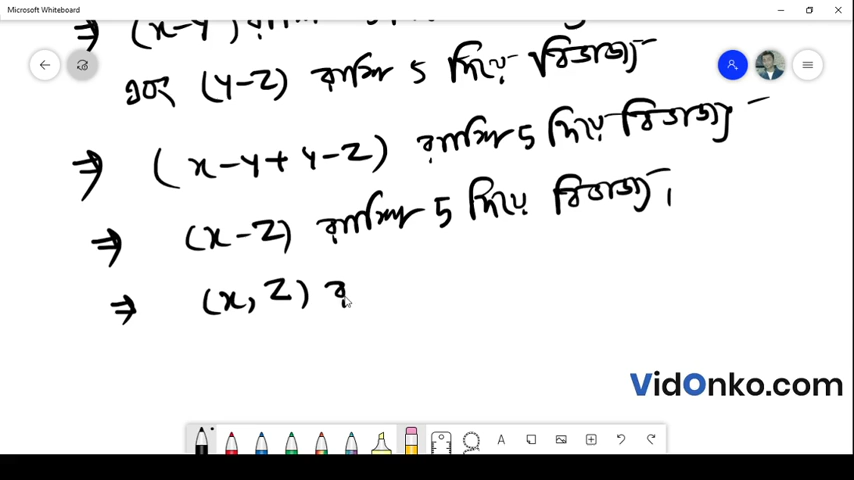 Microsoft Whiteboard
⇒ (x-y)
এবং (y-z) রাশি 5 দিয়ে বিভাজ্য
⇒ (x-y+y-z) রাশি 5 দিয়ে বিভাজ্য
⇒ (x-z) রাশি 5 দিয়ে বিভাজ্য।
⇒ (x, z) র
VidOnko.com